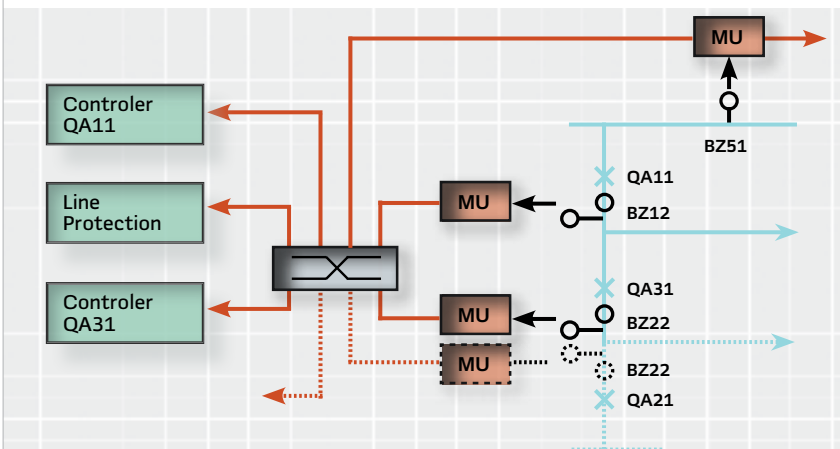 MU
Controler
QA11
BZ51
QA11
MU
Line
Protection
BZ12
QA31
Controler
QA31
MU
BZ22
MU
BZ22
QA21